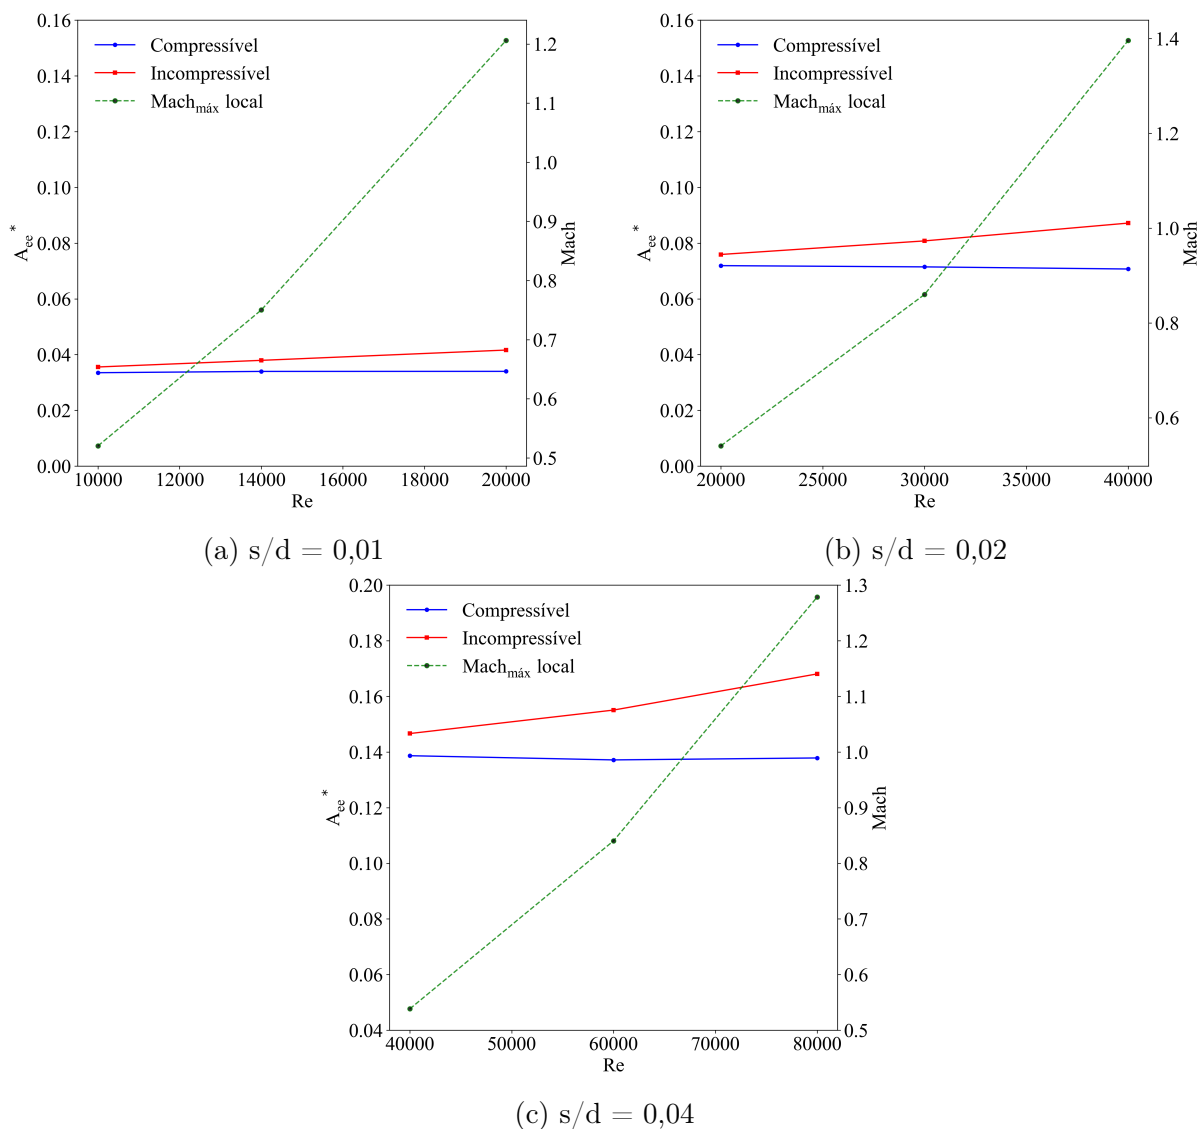 0.16
0.14
0.12
0.10
0.08
0.06
0.04
0.02
0.00
A_ee*
Compressível
Incompressível
Mach_máx local
1.2
1.1
1.0
0.9
0.8
0.7
0.6
0.5
Mach
10000 12000 14000 16000 18000 20000
Re
(a) s/d = 0,01
0.16
0.14
0.12
0.10
0.08
0.06
0.04
0.02
0.00
A_ee*
Compressível
Incompressível
Mach_máx local
1.4
1.2
1.0
0.8
0.6
Mach
20000 25000 30000 35000 40000
Re
(b) s/d = 0,02
0.20
0.18
0.16
0.14
0.12
0.10
0.08
0.06
0.04
A_ee*
Compressível
Incompressível
Mach_máx local
1.3
1.2
1.1
1.0
0.9
0.8
0.7
0.6
0.5
Mach
40000 50000 60000 70000 80000
Re
(c) s/d = 0,04